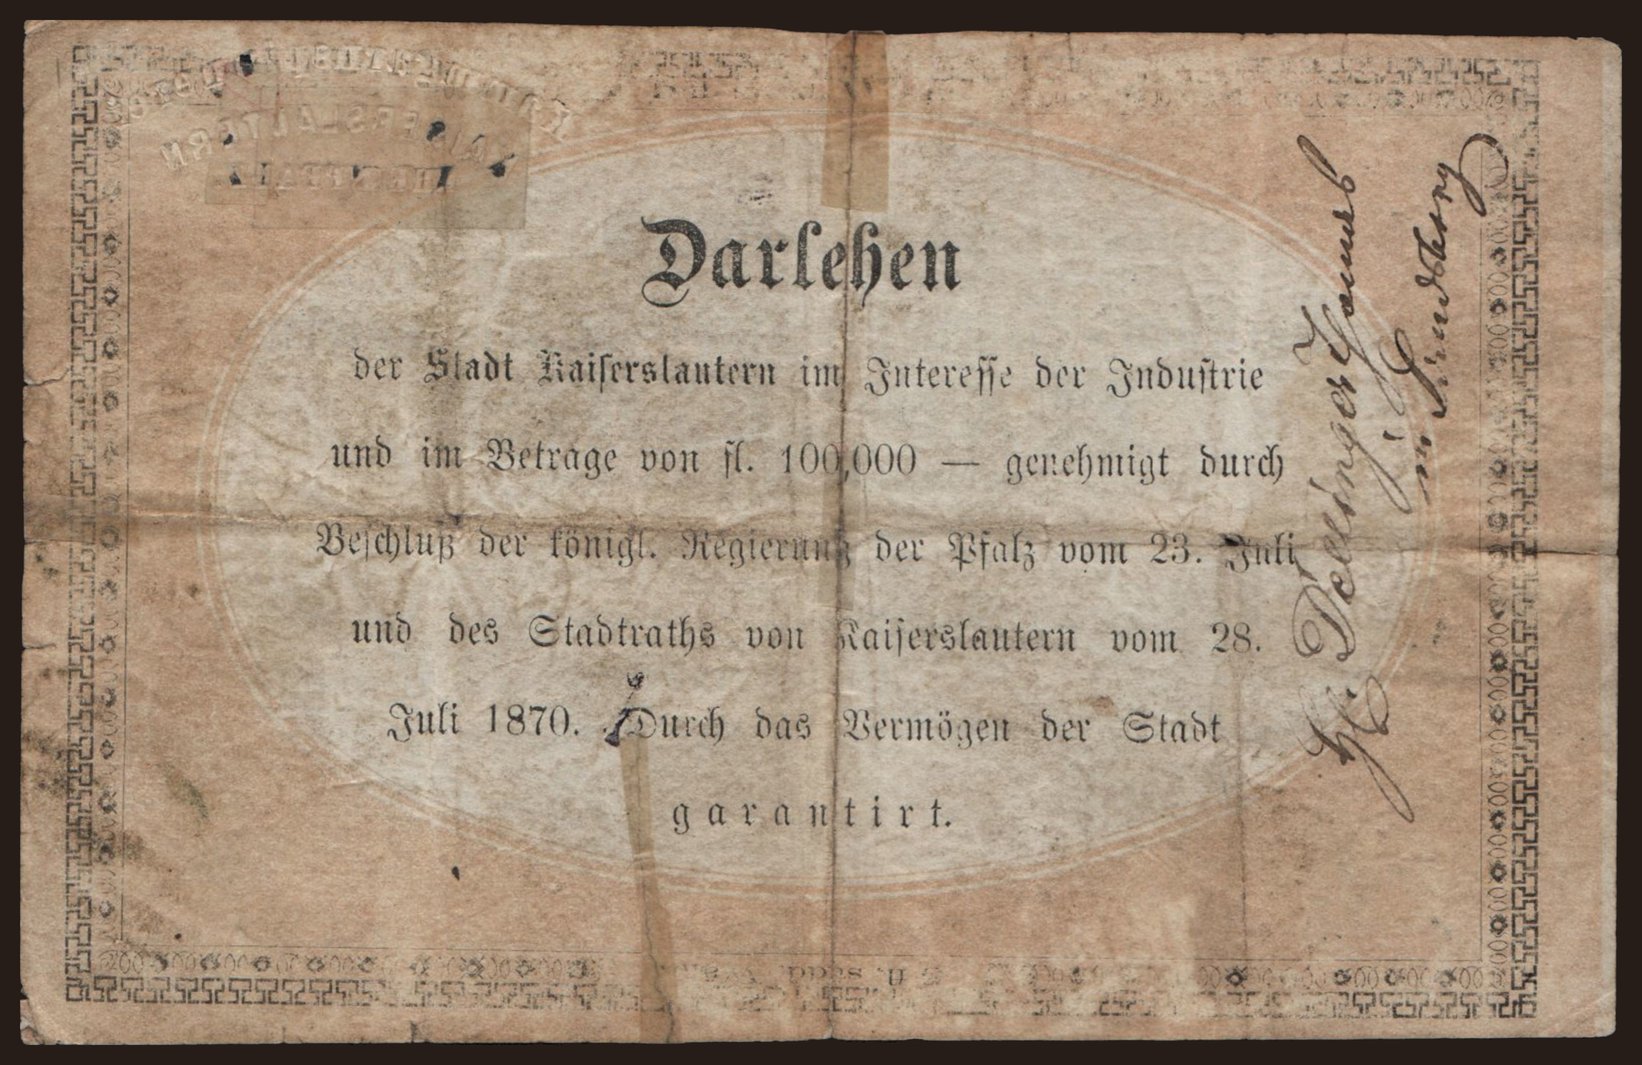 Darlehen
der Stadt Kaiserslautern im Interesse der Industrie
und im Betrage von fl. 100,000 — genehmigt durch
Beschluß der königl. Regierung der Pfalz vom 23. Juli
und des Stadtraths von Kaiserslautern vom 28.
Juli 1870. Durch das Vermögen der Stadt
garantirt.
KAISERSLAUTERN